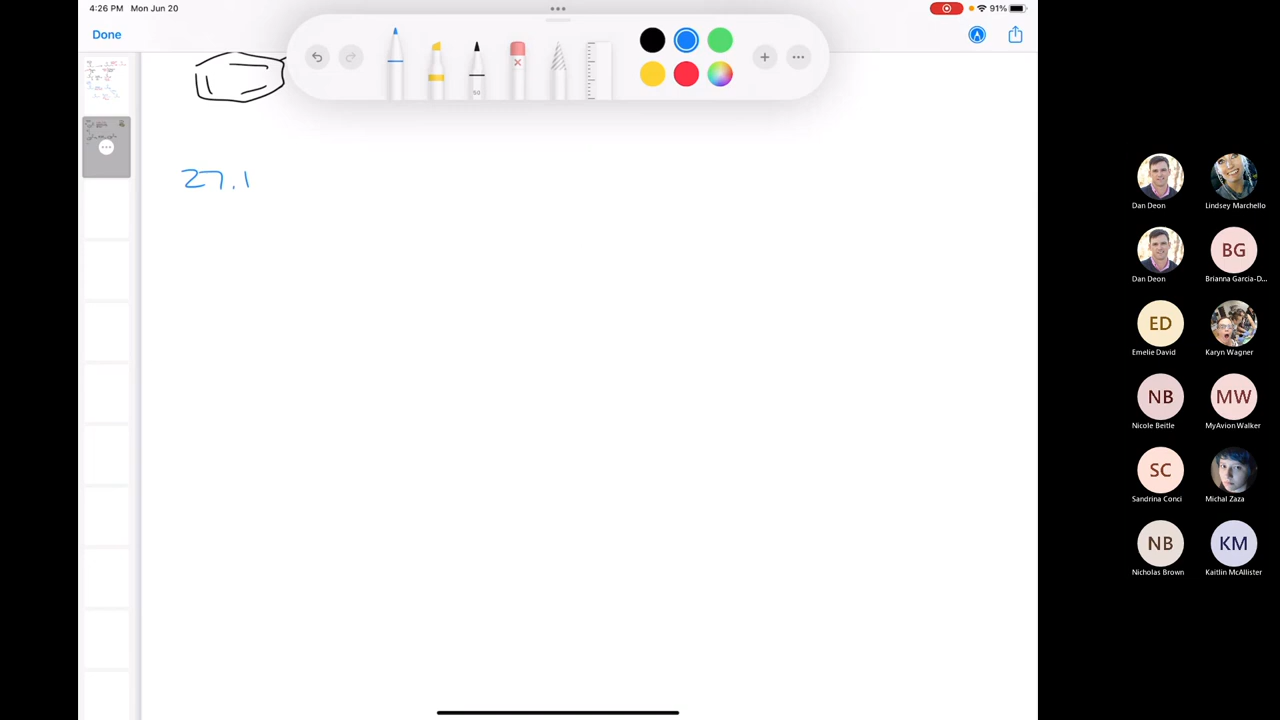 4:26 PM Mon Jun 20
91%
Done
27.1
Dan Deon
Lindsey Marchello
BG
Dan Deon
Brianna Garcia-D...
ED
Emelie David
Karyn Wagner
NB
MW
Nicole Beitle
MyAvion Walker
SC
Sandrina Conci
Michal Zaza
NB
KM
Nicholas Brown
Kaitlin McAllister